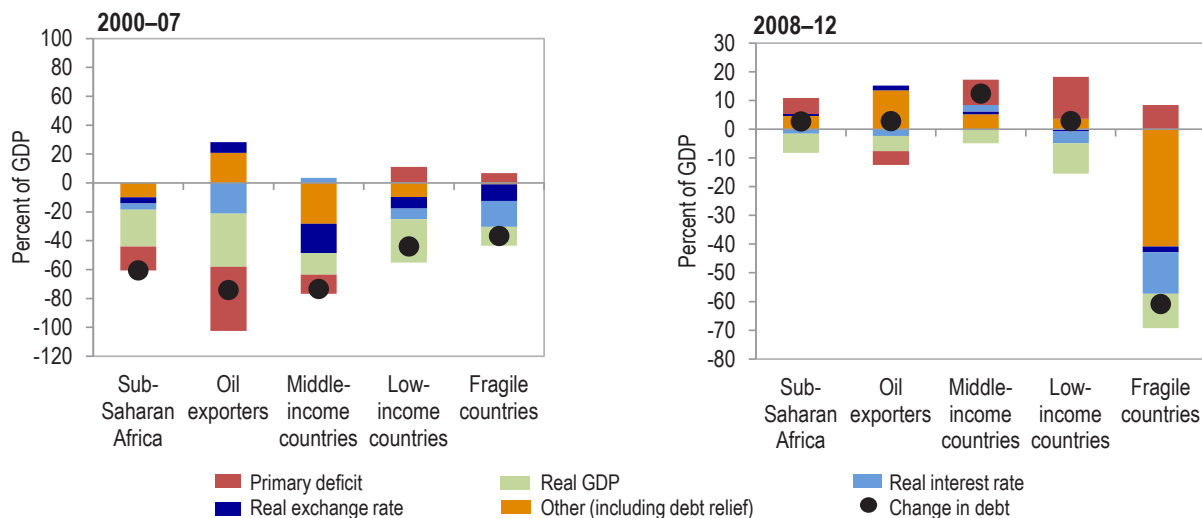 2000–07
100
80
60
40
20
0
-20
-40
-60
-80
-100
-120
Percent of GDP
Sub-
Saharan
Africa
Oil
exporters
Middle-
income
countries
Low-
income
countries
Fragile
countries
2008–12
30
20
10
0
-10
-20
-30
-40
-50
-60
-70
-80
Percent of GDP
Sub-
Saharan
Africa
Oil
exporters
Middle-
income
countries
Low-
income
countries
Fragile
countries
Primary deficit
Real GDP
Real interest rate
Real exchange rate
Other (including debt relief)
Change in debt